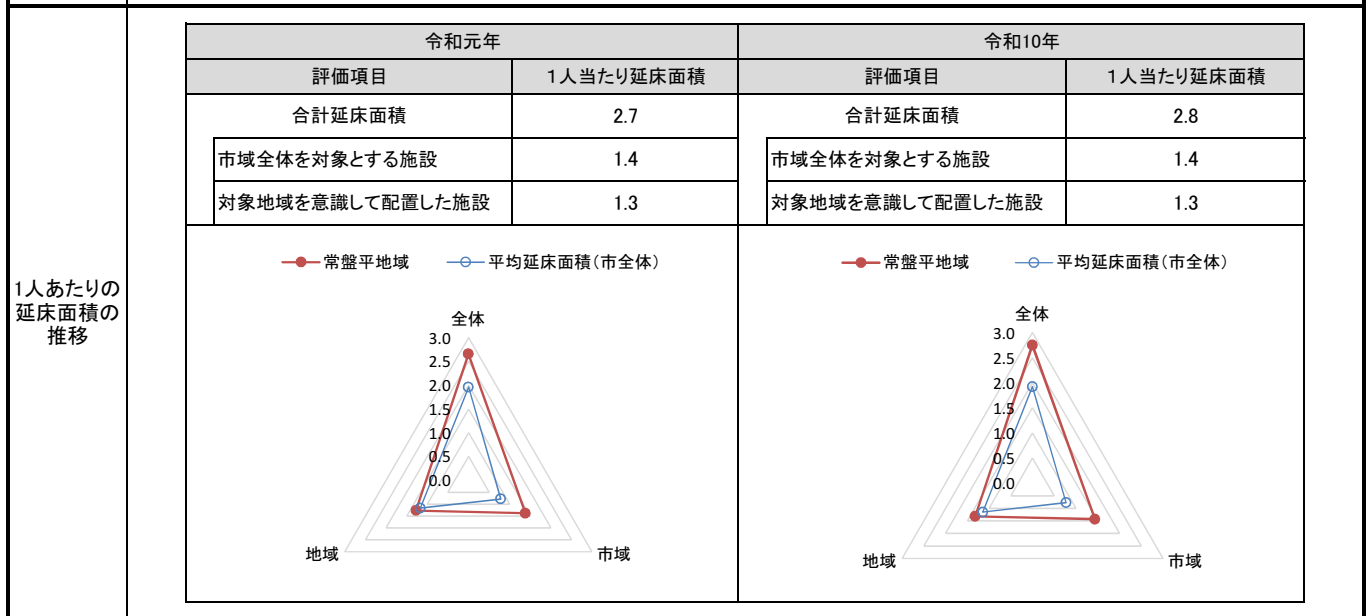 1人あたりの
延床面積の
推移
令和元年
令和10年
評価項目
1人当たり延床面積
評価項目
1人当たり延床面積
合計延床面積
2.7
合計延床面積
2.8
市域全体を対象とする施設
1.4
市域全体を対象とする施設
1.4
対象地域を意識して配置した施設
1.3
対象地域を意識して配置した施設
1.3
常盤平地域
平均延床面積(市全体)
全体
3.0
2.5
2.0
1.5
1.0
0.5
0.0
地域
市域
常盤平地域
平均延床面積(市全体)
全体
3.0
2.5
2.0
1.5
1.0
0.5
0.0
地域
市域